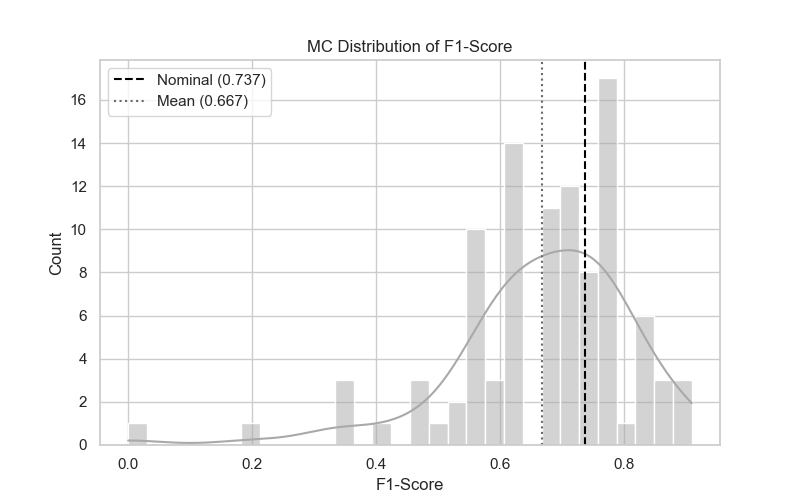 MC Distribution of F1-Score
Nominal (0.737)
Mean (0.667)
16
14
12
10
8
6
4
2
0
Count
0.0 0.2 0.4 0.6 0.8
F1-Score